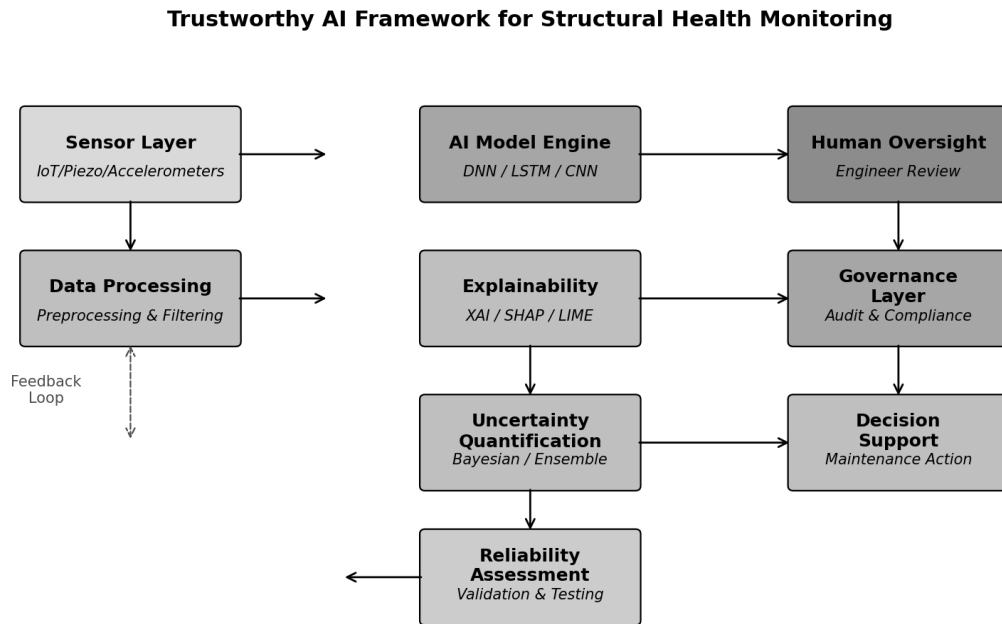 Trustworthy AI Framework for Structural Health Monitoring
Sensor Layer
IoT/Piezo/Accelerometers
AI Model Engine
DNN / LSTM / CNN
Human Oversight
Engineer Review
Data Processing
Preprocessing & Filtering
Explainability
XAI / SHAP / LIME
Governance
Layer
Audit & Compliance
Feedback
Loop
Uncertainty
Quantification
Bayesian / Ensemble
Decision
Support
Maintenance Action
Reliability
Assessment
Validation & Testing